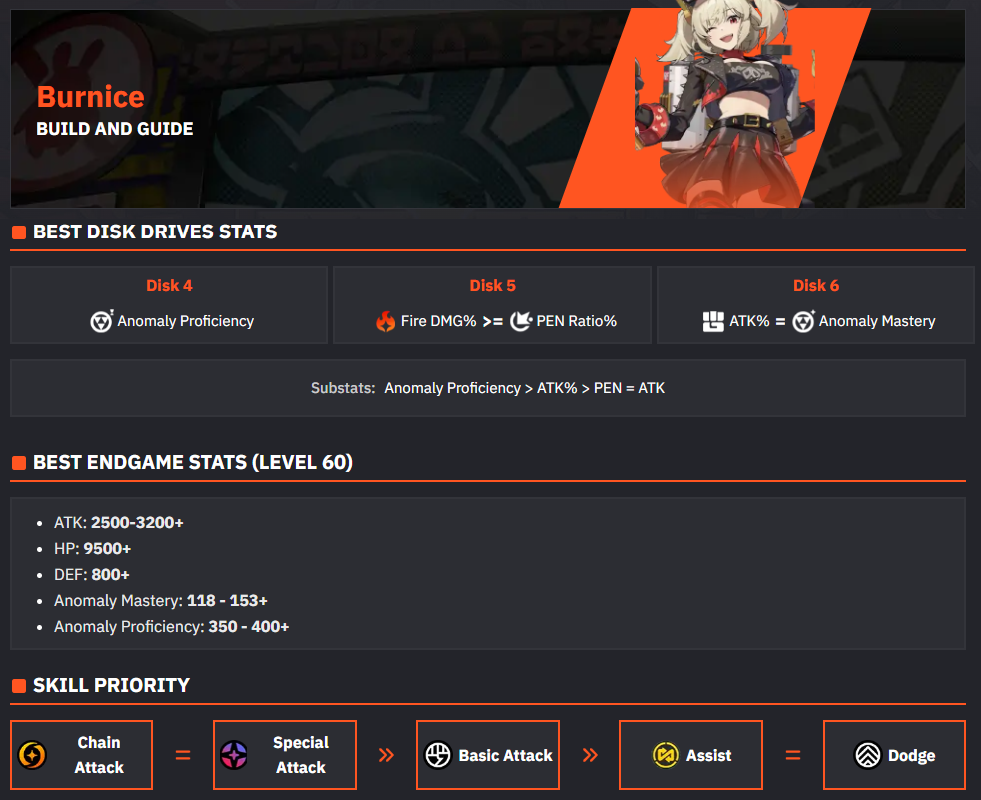 Burnice
BUILD AND GUIDE
BEST DISK DRIVES STATS
Disk 4
Anomaly Proficiency
Disk 5
Fire DMG% >= PEN Ratio%
Disk 6
ATK% = Anomaly Mastery
Substats: Anomaly Proficiency > ATK% > PEN = ATK
BEST ENDGAME STATS (LEVEL 60)
• ATK: 2500-3200+
• HP: 9500+
• DEF: 800+
• Anomaly Mastery: 118 - 153+
• Anomaly Proficiency: 350 - 400+
SKILL PRIORITY
Chain
Attack
=
Special
Attack
»
Basic Attack
»
Assist
=
Dodge